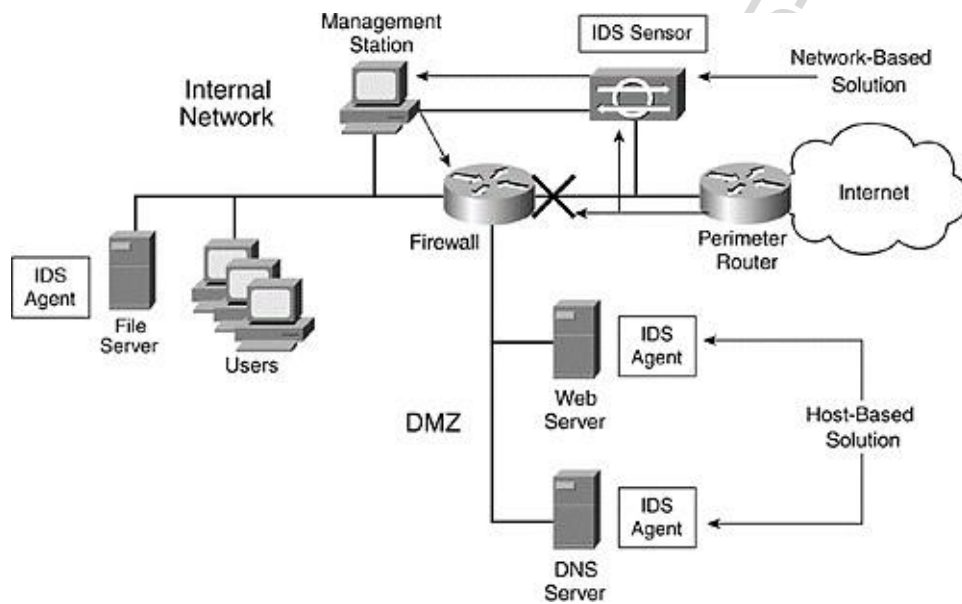 Management
Station
IDS Sensor
Network-Based
Solution
Internal
Network
Internet
Firewall
Perimeter
Router
IDS
Agent
File
Server
Users
IDS
Agent
Web
Server
DMZ
Host-Based
Solution
IDS
Agent
DNS
Server